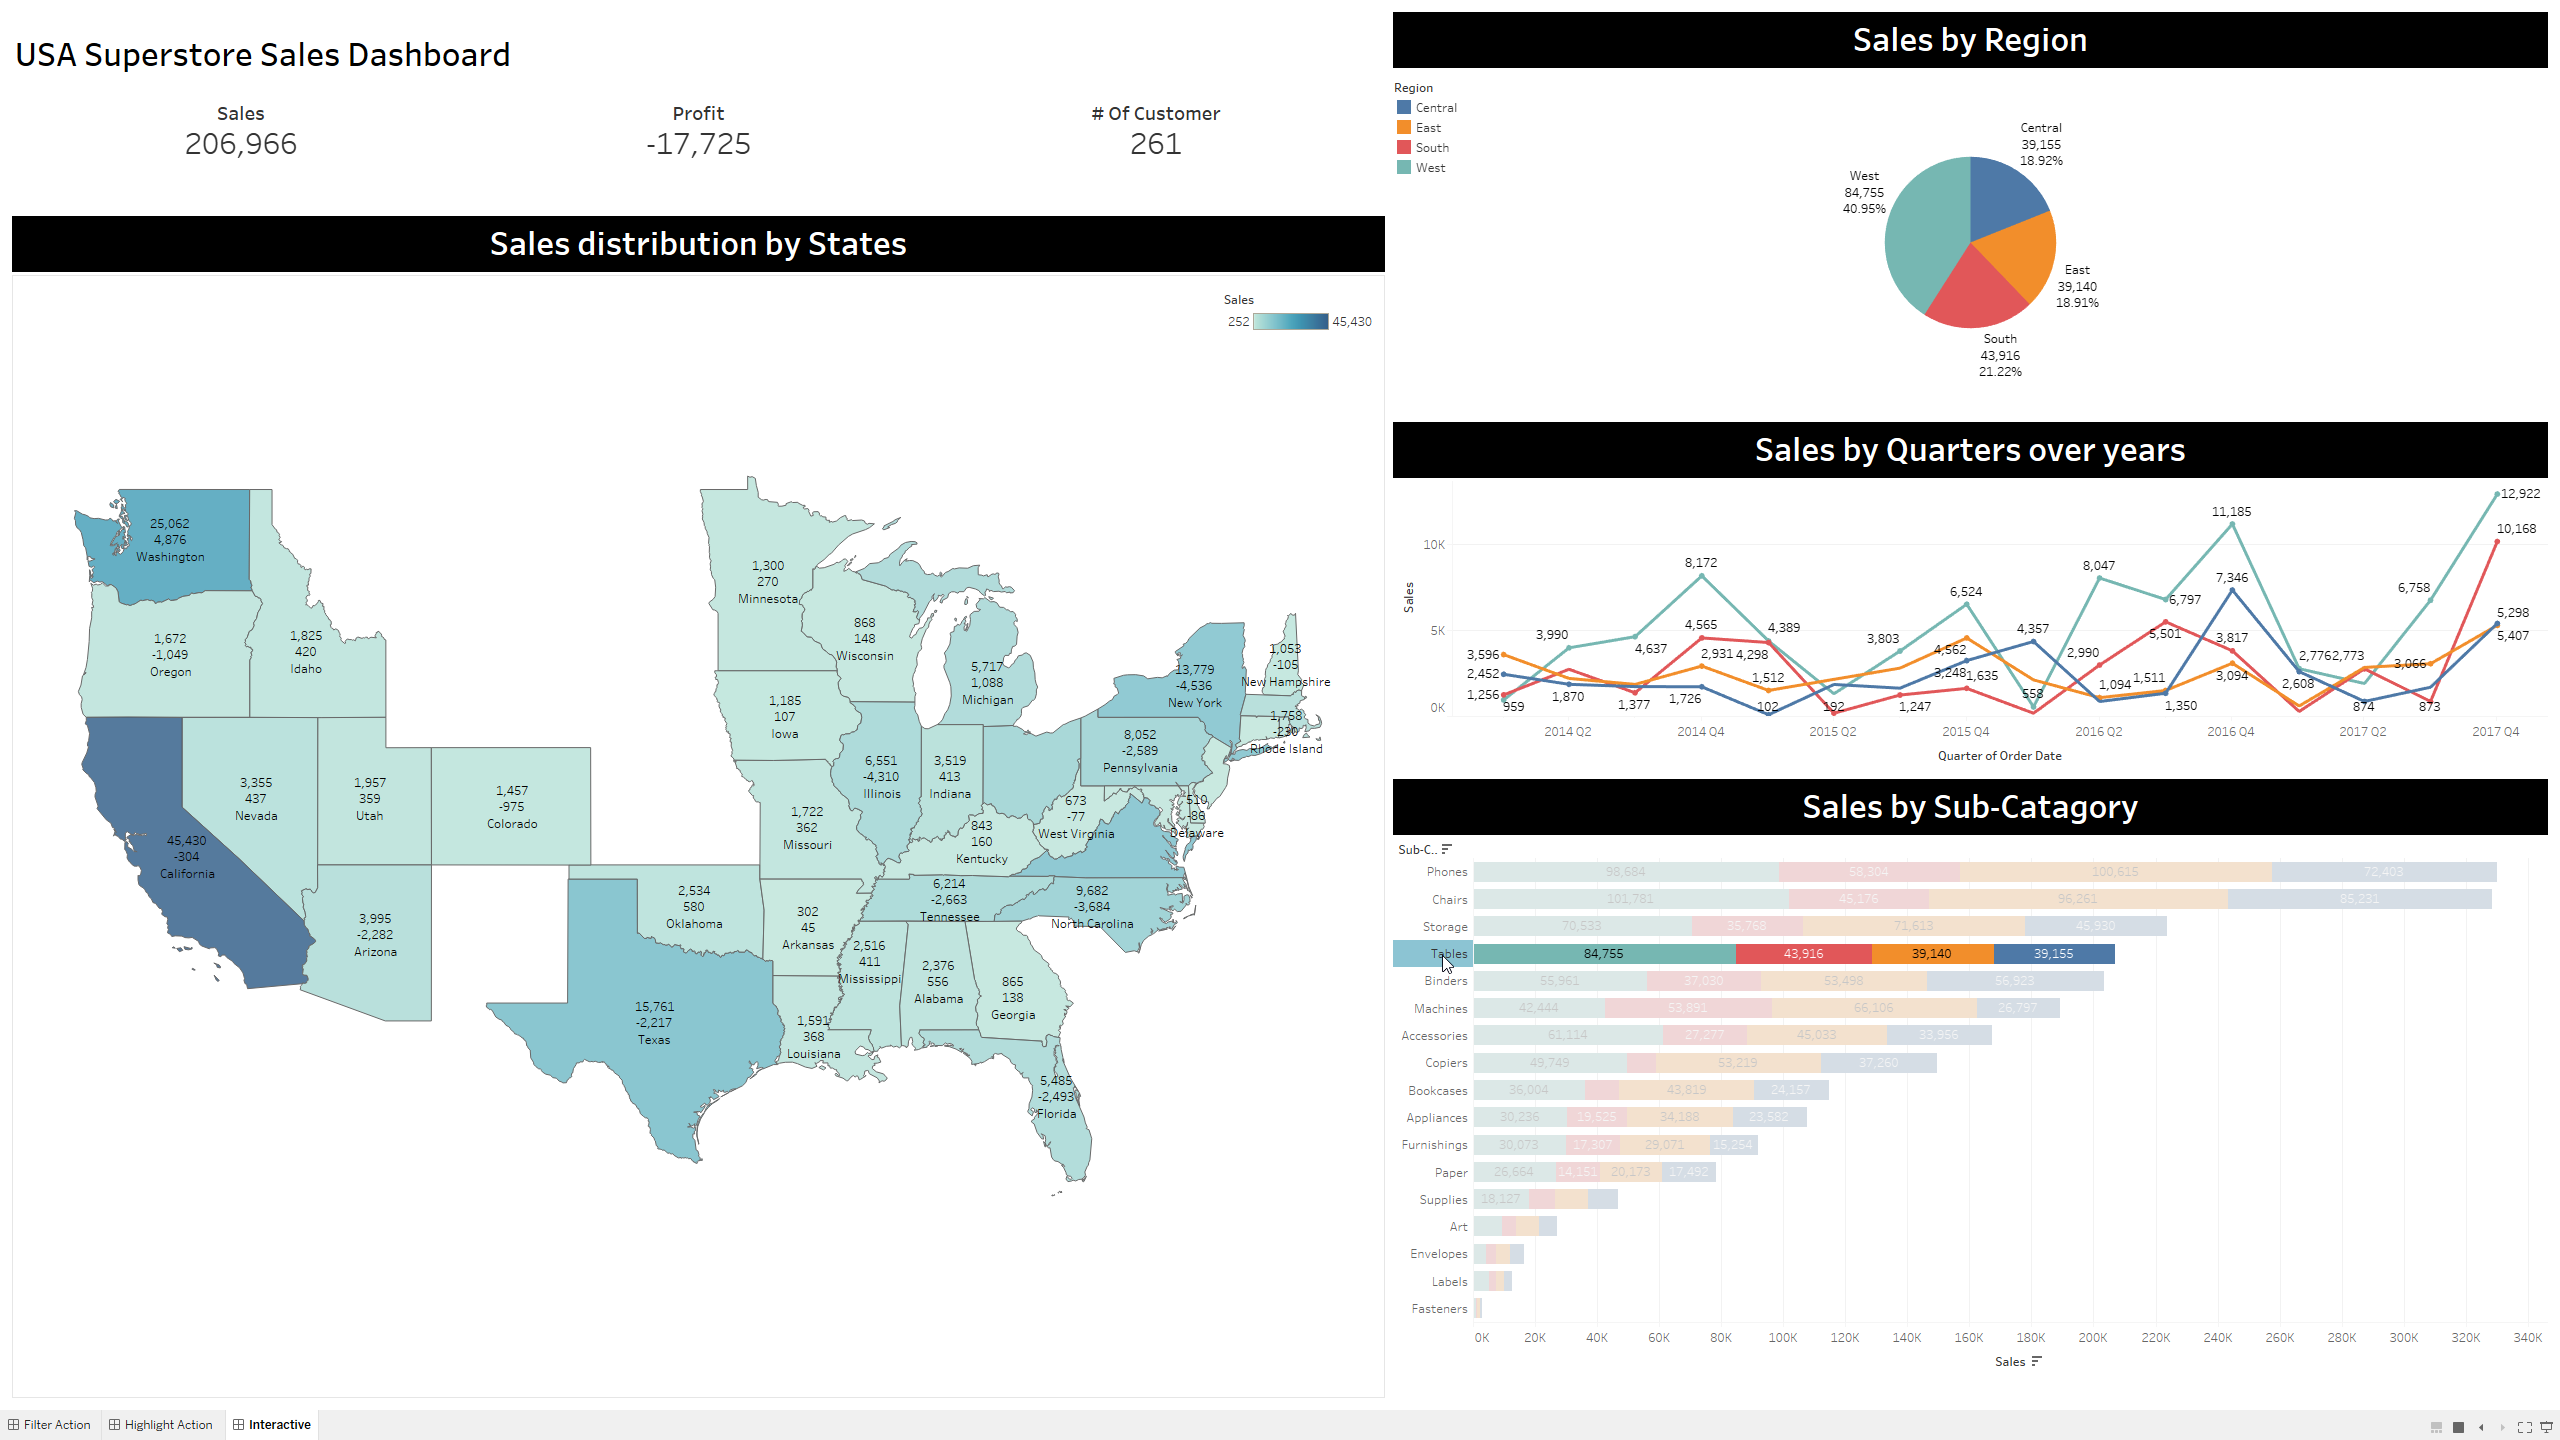 USA Superstore Sales Dashboard
Sales
206,966
Profit
-17,725
# Of Customer
261
Sales distribution by States
Sales
252
45,430
25,062
4,876
Washington
1,672
-1,049
Oregon
1,825
420
Idaho
45,430
-304
California
3,355
437
Nevada
1,957
359
Utah
1,457
-975
Colorado
3,995
-2,282
Arizona
15,761
-2,217
Texas
2,534
580
Oklahoma
1,300
270
Minnesota
868
148
Wisconsin
1,185
107
Iowa
1,722
362
Missouri
302
45
Arkansas
1,591
368
Louisiana
2,516
411
Mississippi
2,376
556
Alabama
865
138
Georgia
5,485
-2,493
Florida
6,214
-2,663
Tennessee
9,682
-3,684
North Carolina
843
160
Kentucky
673
-77
West Virginia
6,551
-4,310
Illinois
3,519
413
Indiana
5,717
1,088
Michigan
8,052
-2,589
Pennsylvania
13,779
-4,536
New York
1,053
-105
New Hampshire
1,758
Rhode Island
510
-86
Delaware
Sales by Region
Region
Central
East
South
West
Central
39,155
18.92%
East
39,140
18.91%
South
43,916
21.22%
West
84,755
40.95%
Sales by Quarters over years
Sales
10K
5K
0K
3,596
2,452
1,256
959
3,990
1,870
4,637
1,377
8,172
4,565
2,931
1,726
4,389
4,298
1,512
102
192
3,803
1,247
6,524
4,562
3,248
1,635
4,357
558
8,047
2,990
1,094
6,797
5,501
1,511
1,350
11,185
7,346
3,817
3,094
2,776
2,608
2,773
874
6,758
3,066
873
12,922
10,168
5,298
5,407
2014 Q2
2014 Q4
2015 Q2
2015 Q4
2016 Q2
2016 Q4
2017 Q2
2017 Q4
Quarter of Order Date
Sales by Sub-Catagory
Sub-C..
Phones 98,684 58,304 100,615 72,403
Chairs 101,781 45,176 96,261 85,231
Storage 70,533 35,768 71,613 45,930
Tables 84,755 43,916 39,140 39,155
Binders 55,961 37,030 53,498 56,923
Machines 42,444 53,891 66,106 26,797
Accessories 61,114 27,277 45,033 33,956
Copiers 49,749 53,219 37,260
Bookcases 36,004 43,819 24,157
Appliances 30,236 19,525 34,188 23,582
Furnishings 30,073 17,307 29,071 15,254
Paper 26,664 14,151 20,173 17,492
Supplies 18,127
Art
Envelopes
Labels
Fasteners
0K 20K 40K 60K 80K 100K 120K 140K 160K 180K 200K 220K 240K 260K 280K 300K 320K 340K
Sales
Filter Action
Highlight Action
Interactive